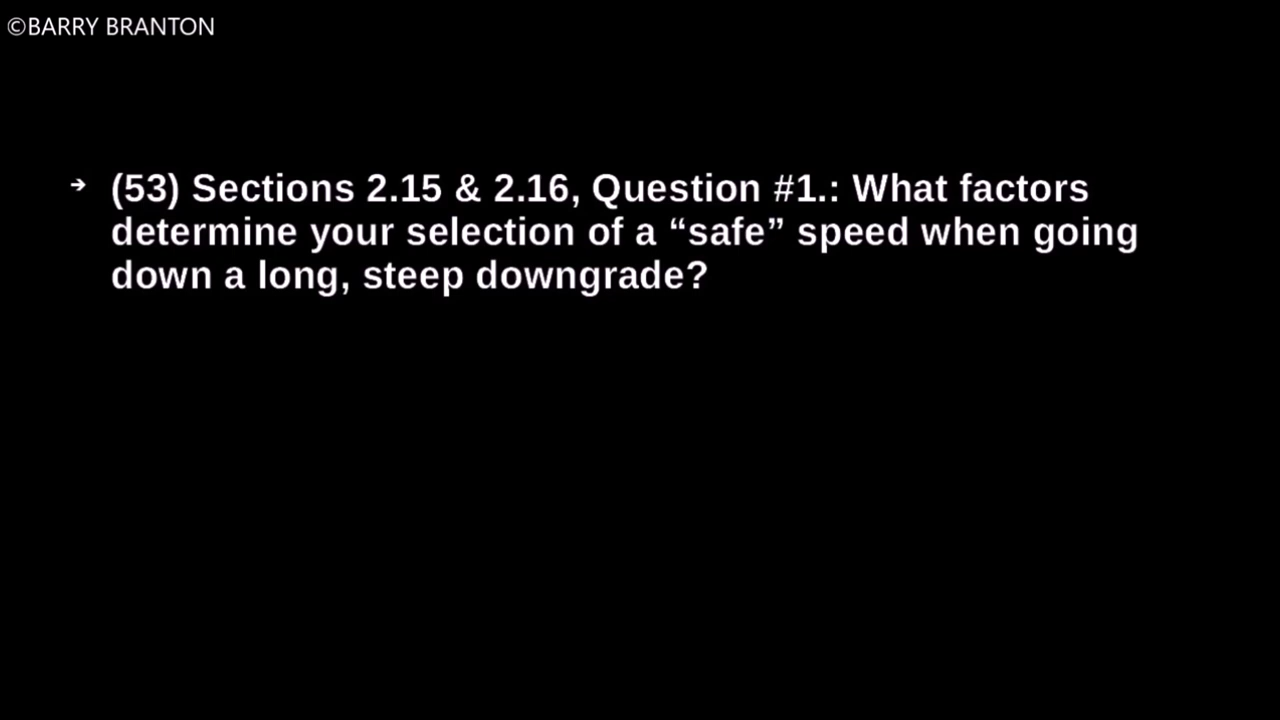 ©BARRY BRANTON
➔ (53) Sections 2.15 & 2.16, Question #1.: What factors
determine your selection of a “safe” speed when going
down a long, steep downgrade?